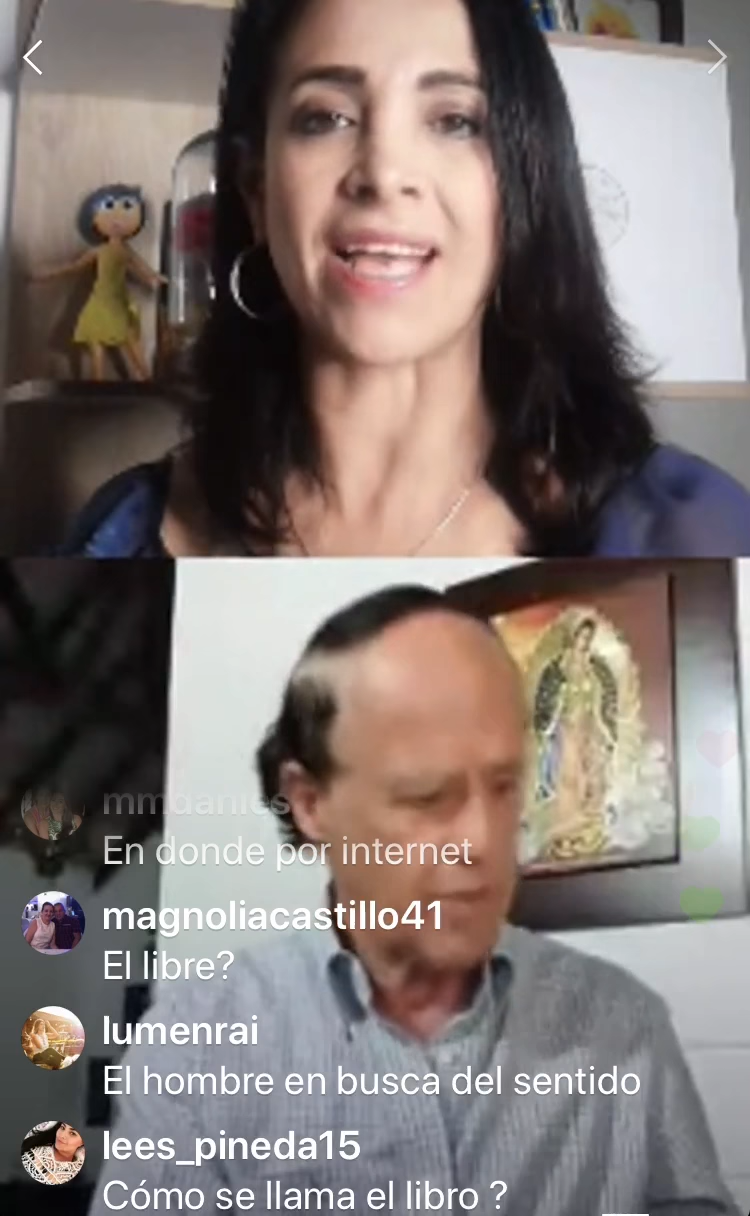 En donde por internet
magnoliacastillo41
El libre?
lumenrai
El hombre en busca del sentido
lees_pineda15
Cómo se llama el libro ?